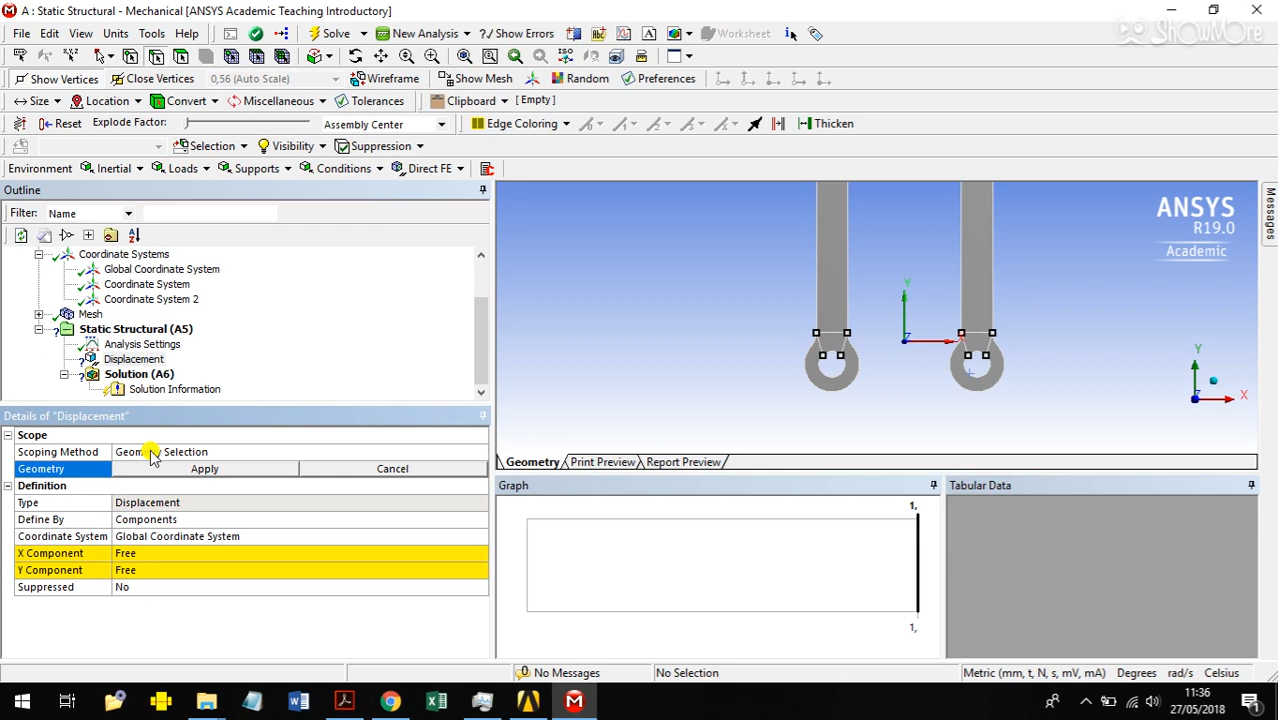 A : Static Structural - Mechanical [ANSYS Academic Teaching Introductory]
ShowMore
File Edit View Units Tools Help Solve New Analysis ?/ Show Errors Worksheet
Show Vertices Close Vertices 0,56 (Auto Scale) Wireframe Show Mesh Random Preferences
Size Location Convert Miscellaneous Tolerances Clipboard [ Empty ]
Reset Explode Factor: Assembly Center Edge Coloring Thicken
Selection Visibility Suppression
Environment Inertial Loads Supports Conditions Direct FE
Outline
Filter: Name
Coordinate Systems
Global Coordinate System
Coordinate System
Coordinate System 2
Mesh
Static Structural (A5)
Analysis Settings
Displacement
Solution (A6)
Solution Information
Details of "Displacement"
Scope
Scoping Method Geometry Selection
Geometry Apply Cancel
Definition
Type Displacement
Define By Components
Coordinate System Global Coordinate System
X Component Free
Y Component Free
Suppressed No
ANSYS
R19.0
Academic
Messages
Y
Z
X
Y
Z
X
Geometry Print Preview Report Preview
Graph
Tabular Data
1,
1,
No Messages No Selection Metric (mm, t, N, s, mV, mA) Degrees rad/s Celsius
11:36
27/05/2018
1